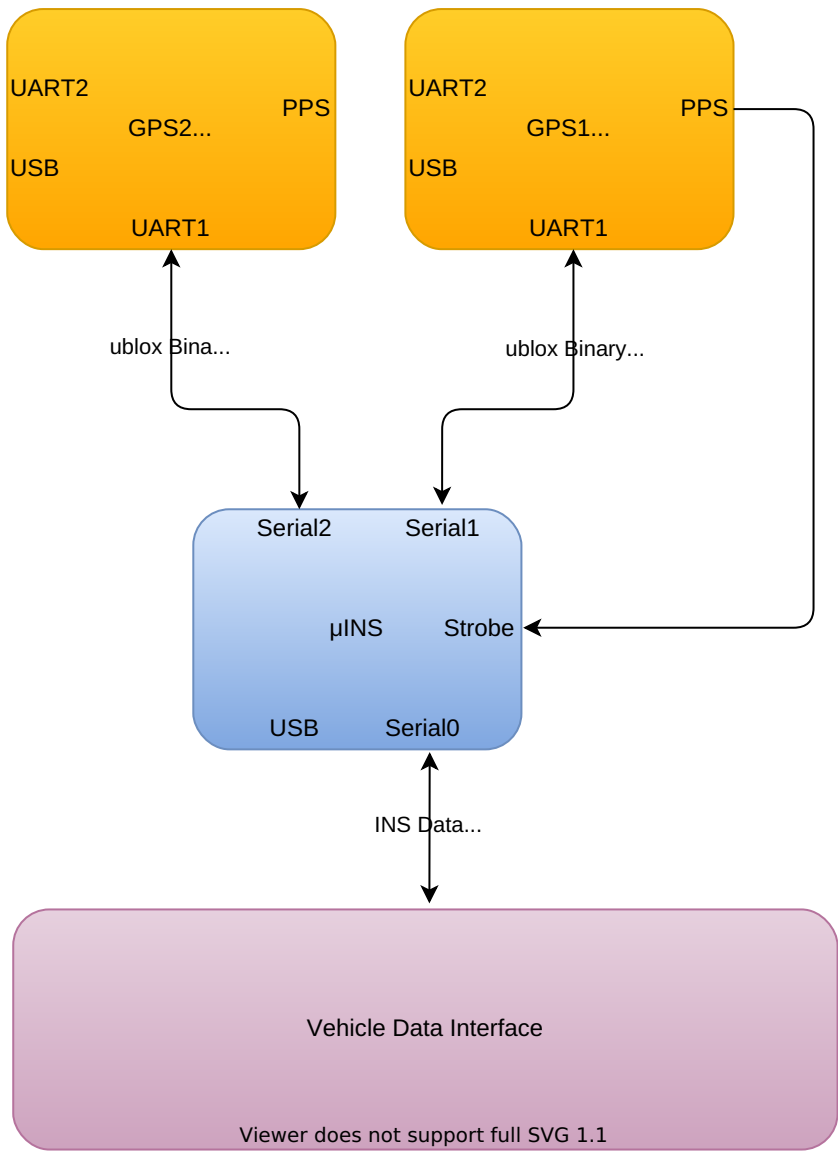 UART2
PPS
GPS2...
USB
UART1
UART2
PPS
GPS1...
USB
UART1
ublox Bina...
ublox Binary...
Serial2
Serial1
μINS
Strobe
USB
Serial0
INS Data...
Vehicle Data Interface
Viewer does not support full SVG 1.1